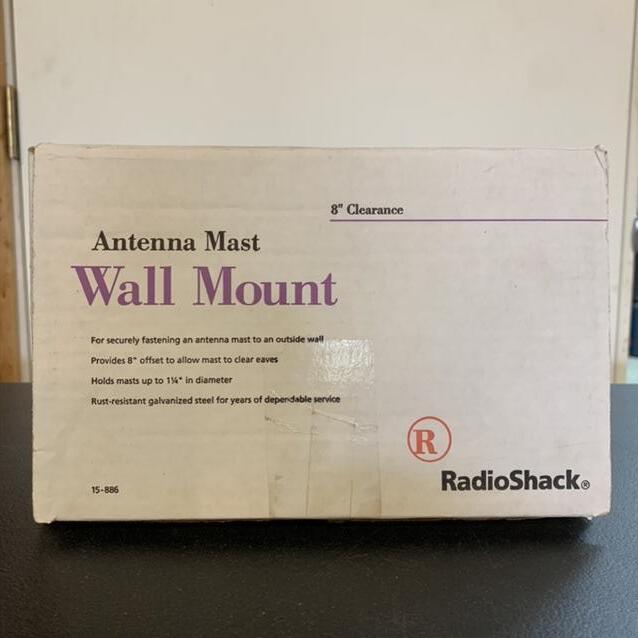 8" Clearance
Antenna Mast
Wall Mount
For securely fastening an antenna mast to an outside wall
Provides 8" offset to allow mast to clear eaves
Holds masts up to 1¼" in diameter
Rust-resistant galvanized steel for years of dependable service
R
15-886
RadioShack®